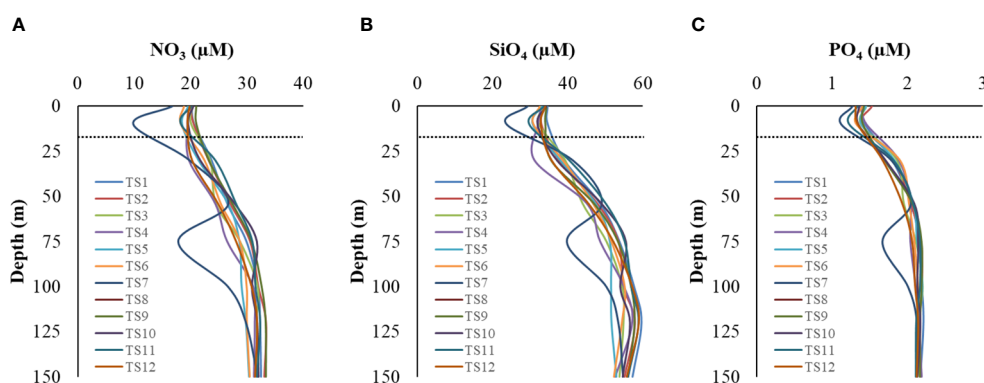 A
NO3 (µM)
0 10 20 30 40
0
25
50
75
100
125
150
Depth (m)
TS1
TS2
TS3
TS4
TS5
TS6
TS7
TS8
TS9
TS10
TS11
TS12
B
SiO4 (µM)
0 20 40 60
0
25
50
75
100
125
150
Depth (m)
TS1
TS2
TS3
TS4
TS5
TS6
TS7
TS8
TS9
TS10
TS11
TS12
C
PO4 (µM)
0 1 2 3
0
25
50
75
100
125
150
Depth (m)
TS1
TS2
TS3
TS4
TS5
TS6
TS7
TS8
TS9
TS10
TS11
TS12